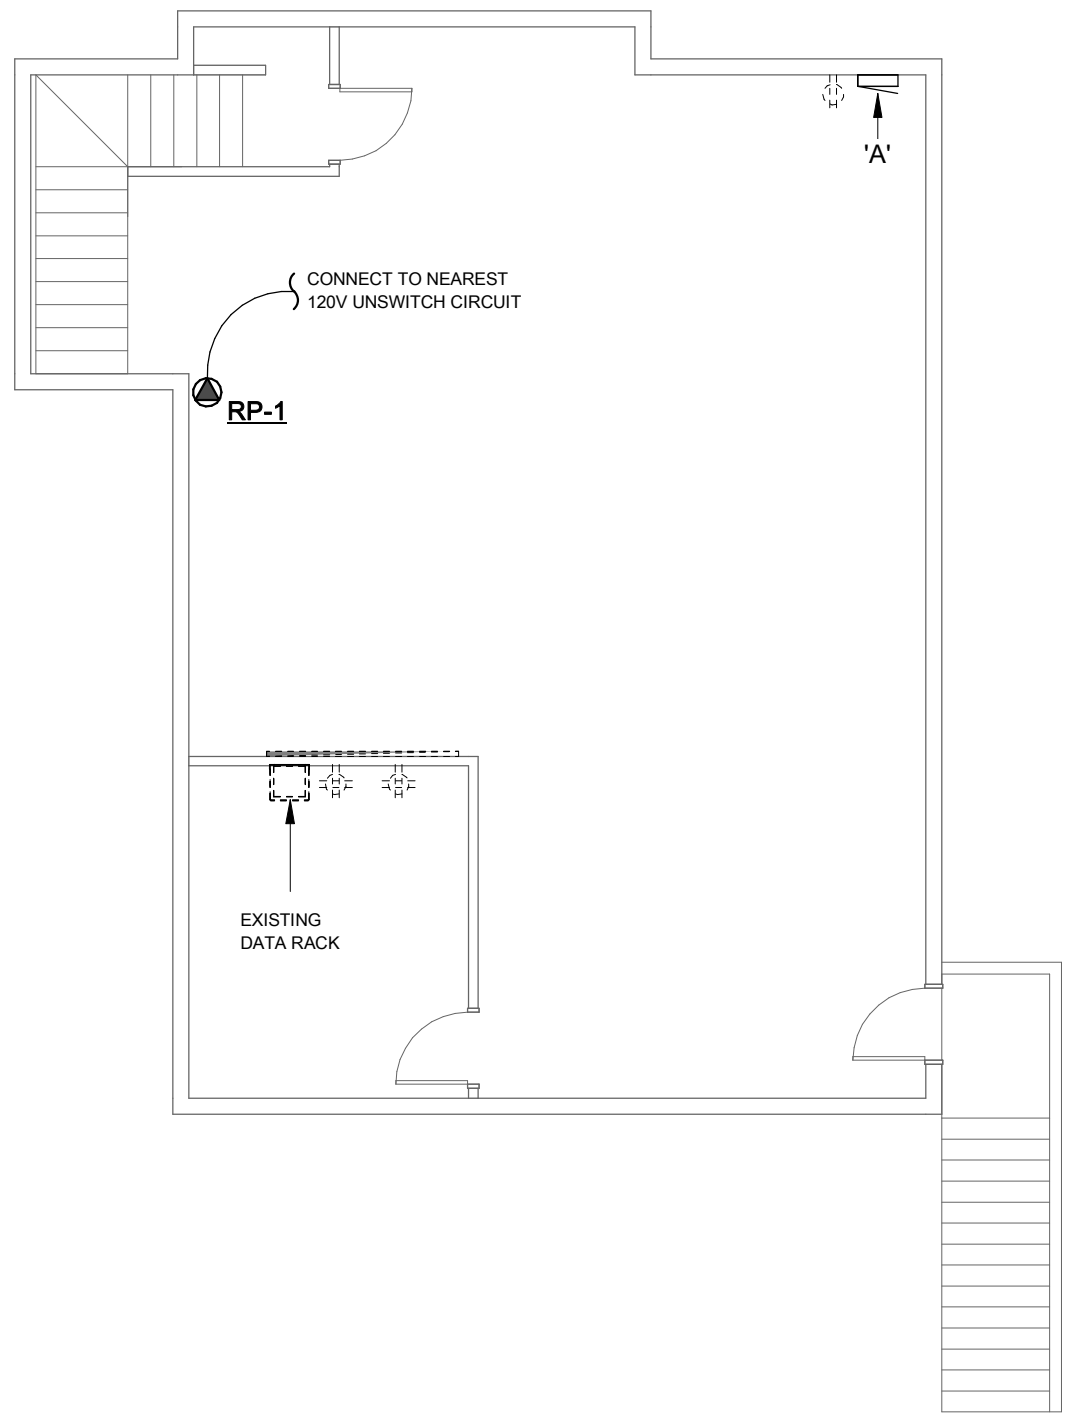 'A'
CONNECT TO NEAREST
120V UNSWITCH CIRCUIT
RP-1
EXISTING
DATA RACK